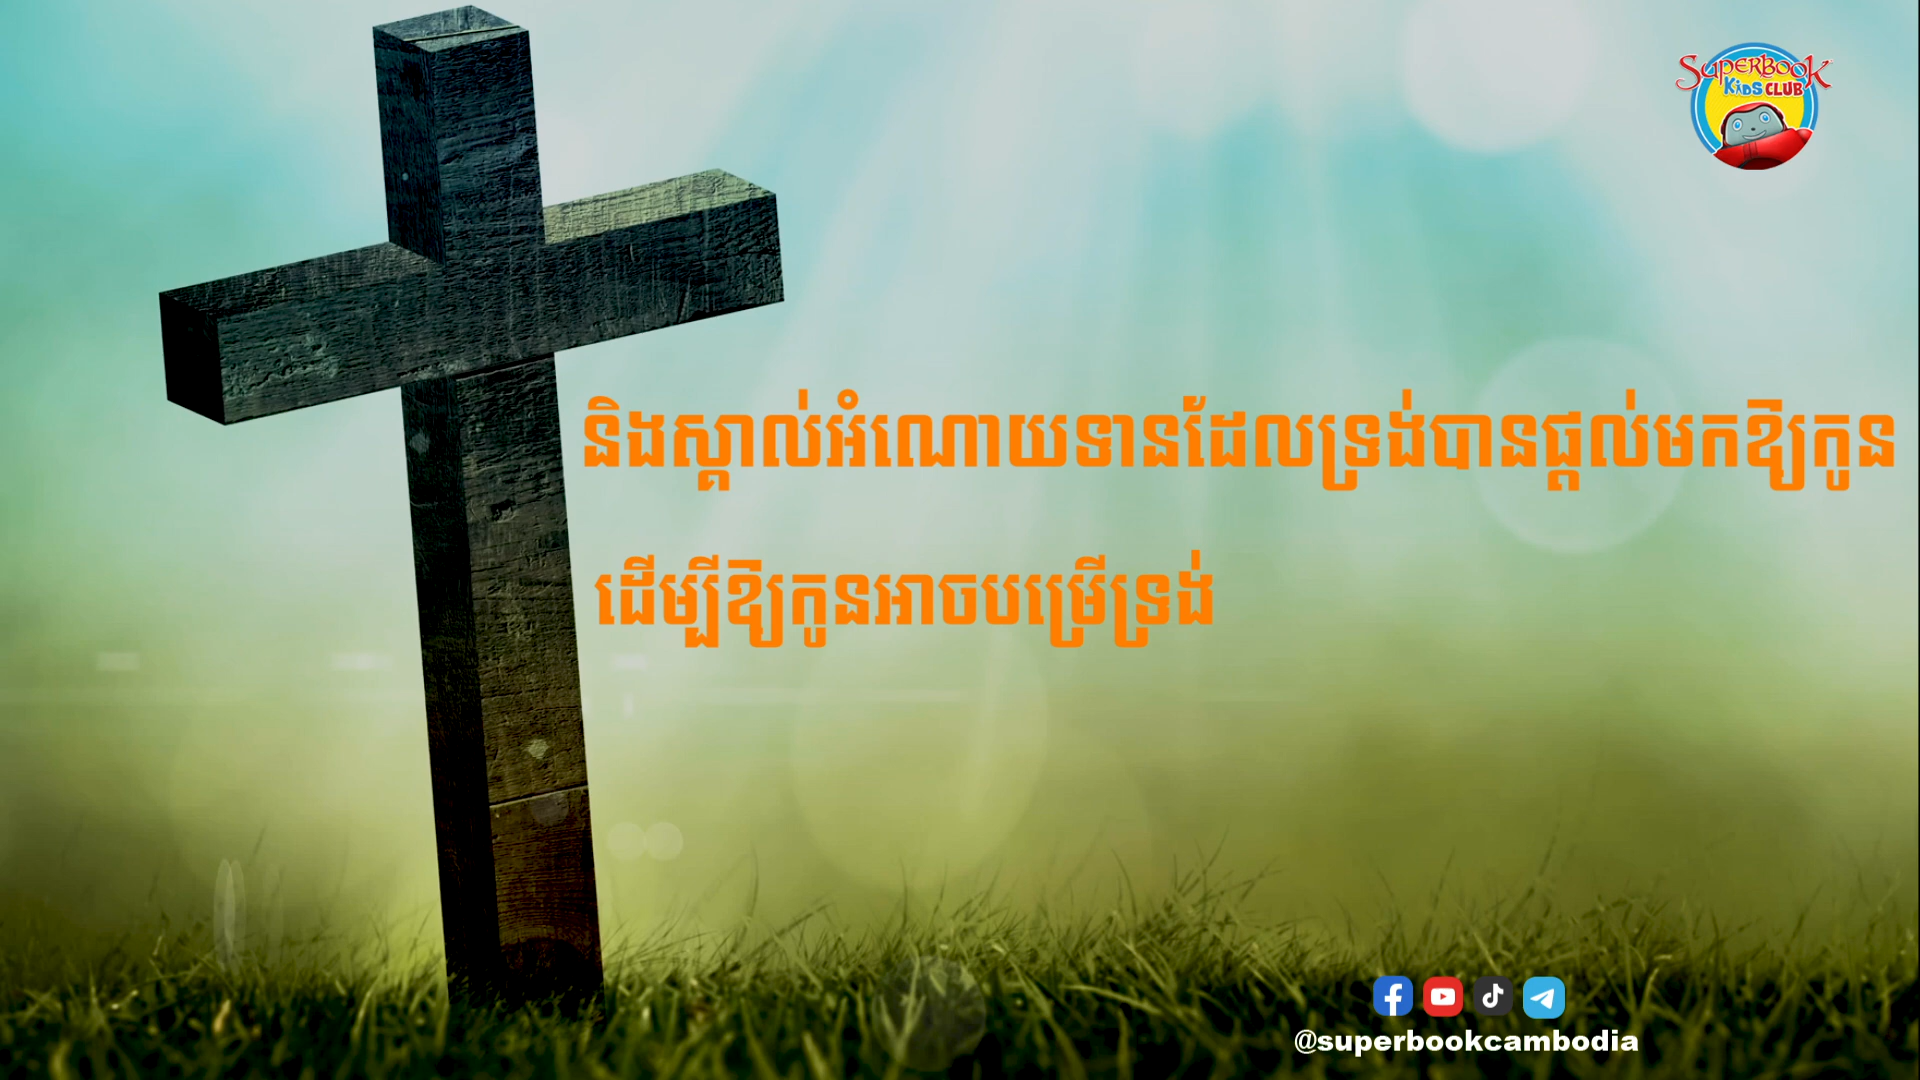 SUPERBOOK
KIDS CLUB
និងស្គាល់អំណោយទានដែលទ្រង់បានផ្តល់មកឱ្យកូន
ដើម្បីឱ្យកូនអាចបម្រើទ្រង់
@superbookcambodia